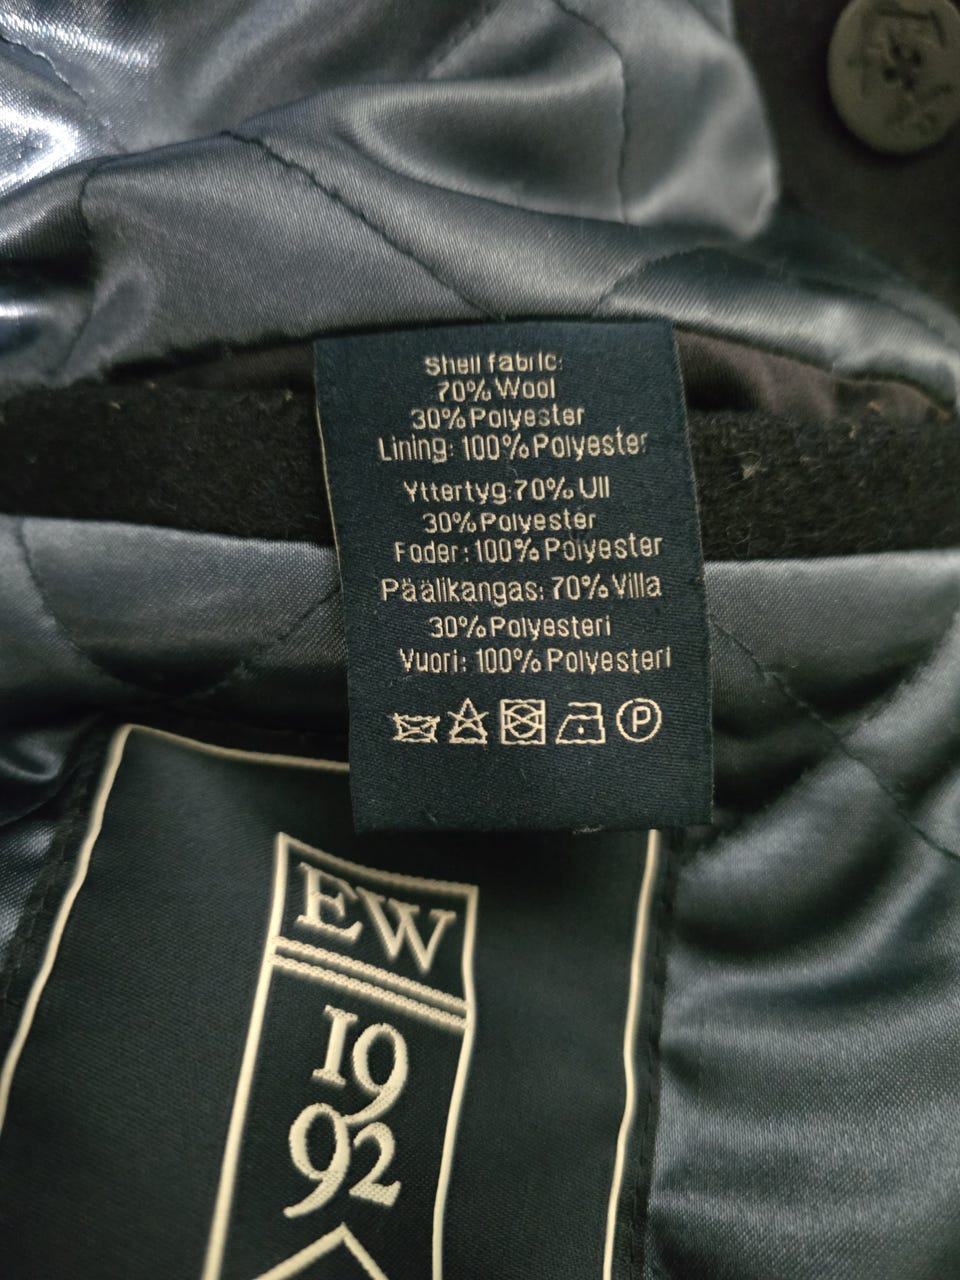 Shell fabric:
70% Wool
30% Polyester
Lining: 100% Polyester
Yttertyg:70% Ull
30% Polyester
Foder: 100% Polyester
Päälikangas: 70% Villa
30% Polyesteri
Vuori: 100% Polyesteri
P
EW
19
92